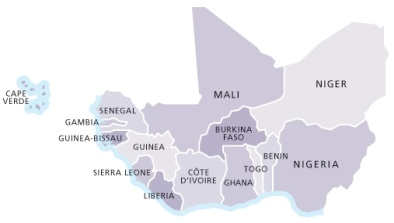 CAPE
VERDE
SENEGAL
GAMBIA
GUINEA-BISSAU
GUINEA
SIERRA LEONE
LIBERIA
MALI
BURKINA
FASO
CÔTE
D'IVOIRE
GHANA
TOGO
BENIN
NIGER
NIGERIA